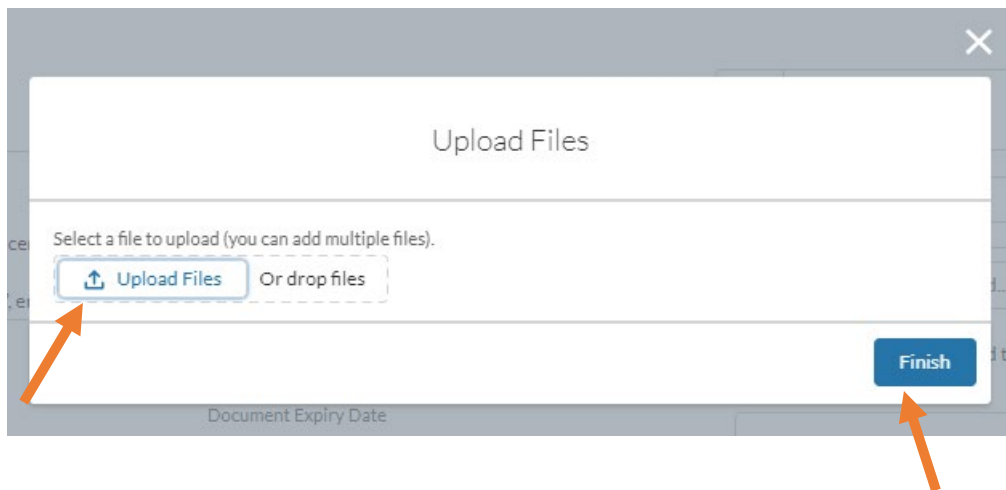 Upload Files
Select a file to upload (you can add multiple files).
Upload Files Or drop files
Finish
Document Expiry Date